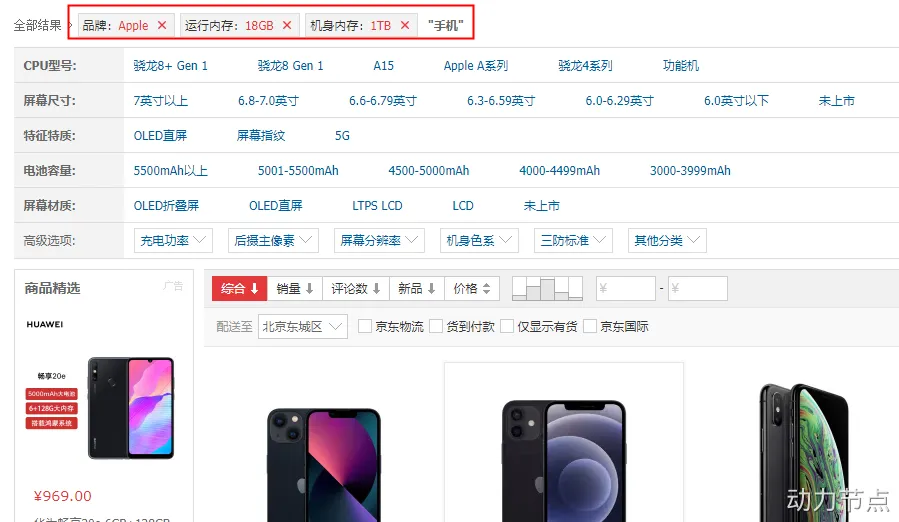 全部结果 > 品牌：Apple × 运行内存：18GB × 机身内存：1TB × "手机"
CPU型号： 骁龙8+ Gen 1 骁龙8 Gen 1 A15 Apple A系列 骁龙4系列 功能机
屏幕尺寸： 7英寸以上 6.8-7.0英寸 6.6-6.79英寸 6.3-6.59英寸 6.0-6.29英寸 6.0英寸以下 未上市
特征特质： OLED直屏 屏幕指纹 5G
电池容量： 5500mAh以上 5001-5500mAh 4500-5000mAh 4000-4499mAh 3000-3999mAh
屏幕材质： OLED折叠屏 OLED直屏 LTPS LCD LCD 未上市
高级选项： 充电功率 后摄主像素 屏幕分辨率 机身色系 三防标准 其他分类
商品精选 广告
综合 销量 评论数 新品 价格 ¥ - ¥
配送至 北京东城区 京东物流 货到付款 仅显示有货 京东国际
HUAWEI
畅享20e
5000mAh大电池
6+128G大内存
搭载鸿蒙系统
¥969.00
华为畅享20e 6GB+128GB
动力节点